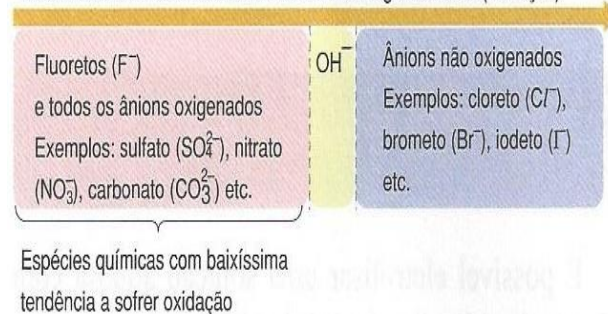 Fluoretos (F⁻)
e todos os ânions oxigenados
Exemplos: sulfato (SO₄²⁻), nitrato
(NO₃⁻), carbonato (CO₃²⁻) etc.
OH⁻
Ânions não oxigenados
Exemplos: cloreto (Cl⁻),
brometo (Br⁻), iodeto (I⁻)
etc.
Espécies químicas com baixíssima
tendência a sofrer oxidação